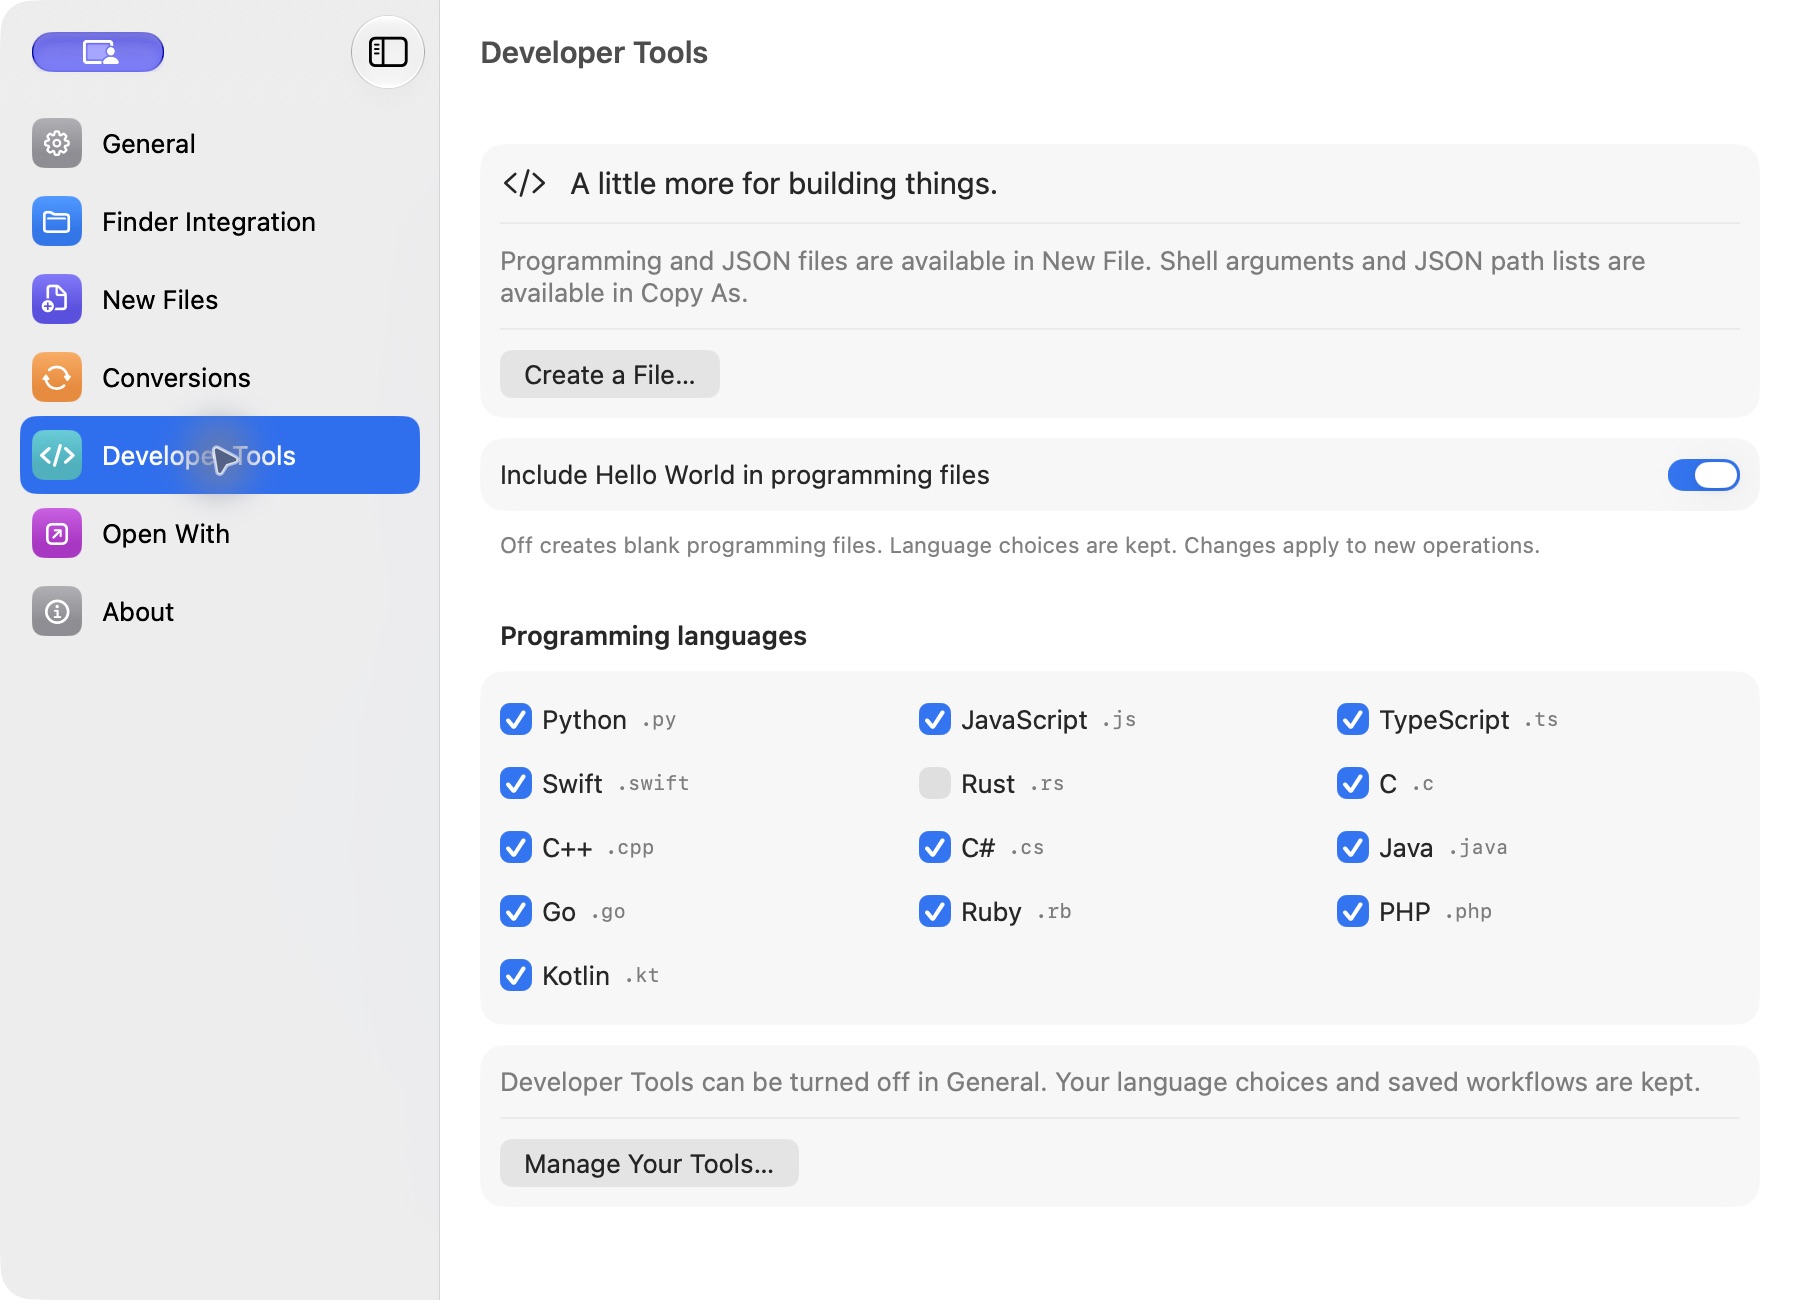 Developer Tools
General
Finder Integration
New Files
Conversions
Developer Tools
Open With
About
</> A little more for building things.
Programming and JSON files are available in New File. Shell arguments and JSON path lists are
available in Copy As.
Create a File...
Include Hello World in programming files
Off creates blank programming files. Language choices are kept. Changes apply to new operations.
Programming languages
Python .py JavaScript .js TypeScript .ts
Swift .swift Rust .rs C .c
C++ .cpp C# .cs Java .java
Go .go Ruby .rb PHP .php
Kotlin .kt
Developer Tools can be turned off in General. Your language choices and saved workflows are kept.
Manage Your Tools...